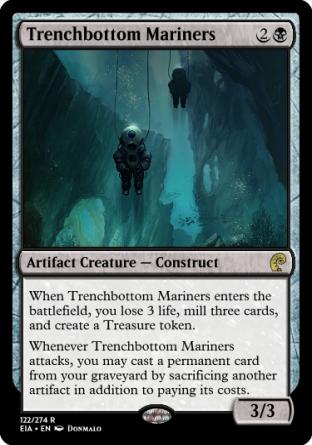 Trenchbottom Mariners 2
Artifact Creature — Construct
When Trenchbottom Mariners enters the
battlefield, you lose 3 life, mill three cards,
and create a Treasure token.
Whenever Trenchbottom Mariners
attacks, you may cast a permanent card
from your graveyard by sacrificing another
artifact in addition to paying its costs.
3/3
122/274 R
EIA • EN DONMALO